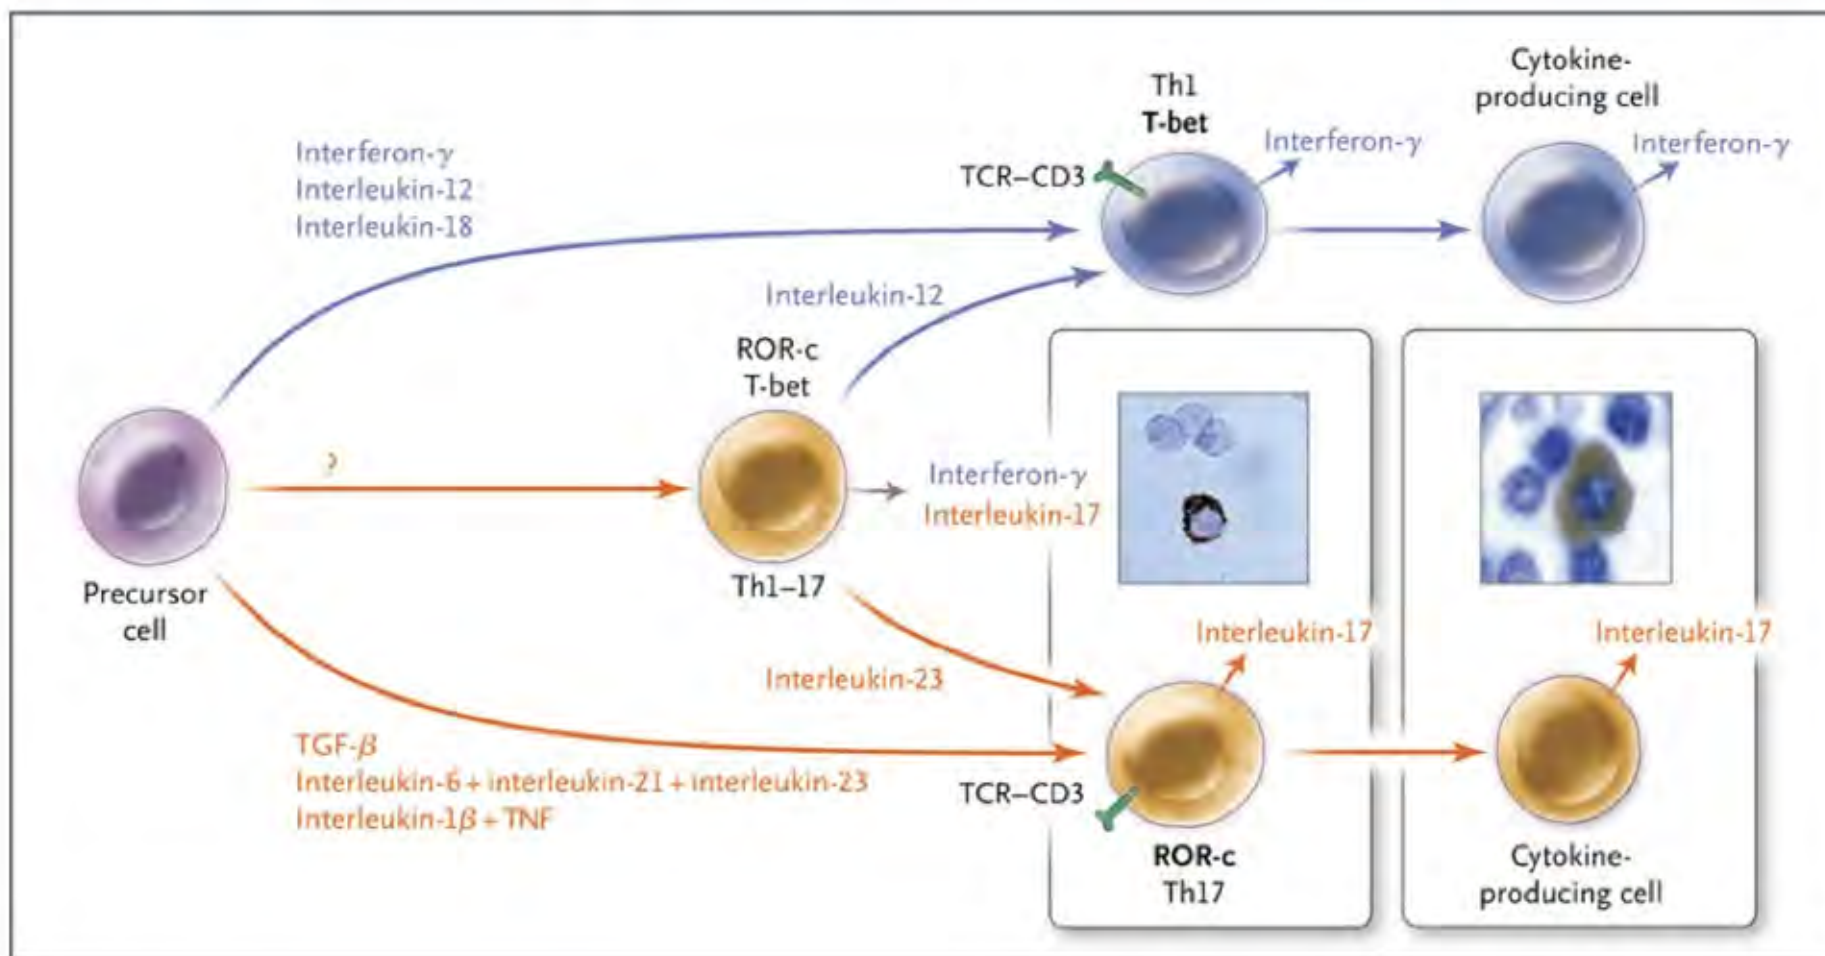 Th1
T-bet
Cytokine-
producing cell
Interferon-γ
Interferon-γ
TCR–CD3
Interferon-γ
Interleukin-12
Interleukin-18
Interleukin-12
ROR-c
T-bet
?
Interferon-γ
Interleukin-17
Th1–17
Precursor
cell
Interleukin-17
Interleukin-17
Interleukin-23
TGF-β
Interleukin-6 + interleukin-21 + interleukin-23
Interleukin-1β + TNF
TCR–CD3
ROR-c
Th17
Cytokine-
producing cell